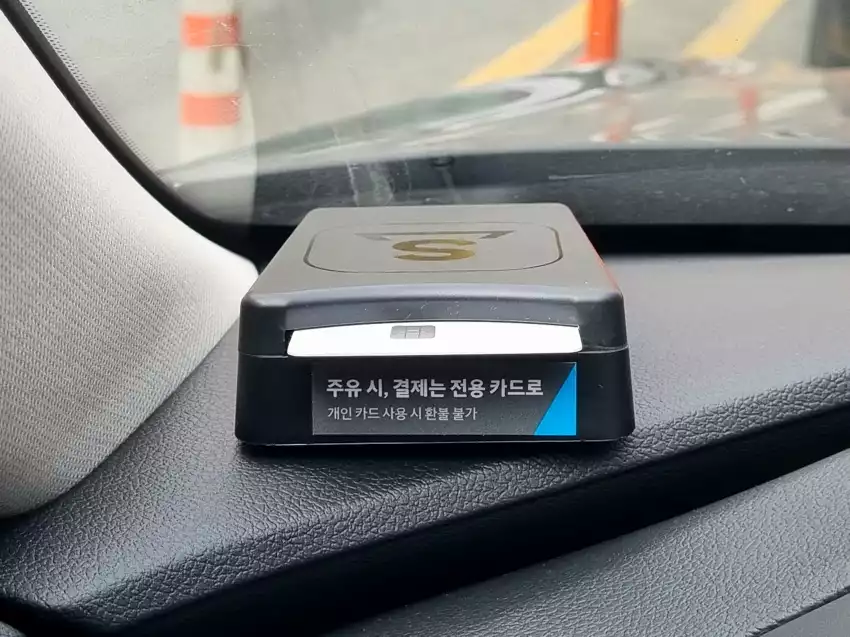 S
주유 시, 결제는 전용 카드로
개인 카드 사용 시 환불 불가